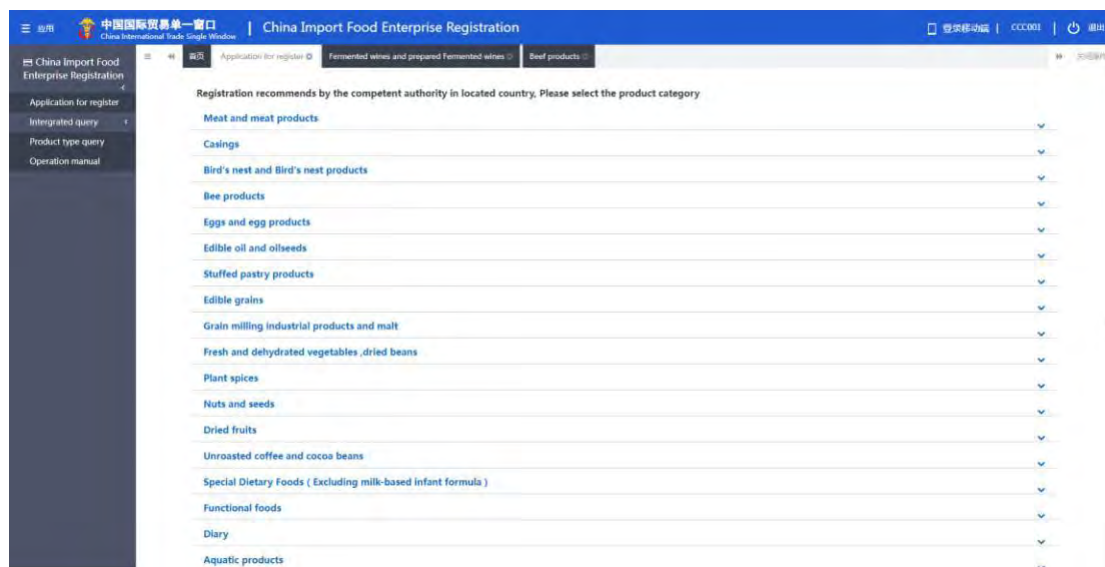 应用
中国国际贸易单一窗口
China International Trade Single Window
China Import Food Enterprise Registration
登录移动端
CCC001
退出
China Import Food
Enterprise Registration
Application for register
Intergrated query
Product type query
Operation manual
首页
Application for register
Fermented wines and prepared Fermented wines
Beef products
Registration recommends by the competent authority in located country, Please select the product category
Meat and meat products
Casings
Bird's nest and Bird's nest products
Bee products
Eggs and egg products
Edible oil and oilseeds
Stuffed pastry products
Edible grains
Grain milling industrial products and malt
Fresh and dehydrated vegetables ,dried beans
Plant spices
Nuts and seeds
Dried fruits
Unroasted coffee and cocoa beans
Special Dietary Foods ( Excluding milk-based infant formula )
Functional foods
Diary
Aquatic products